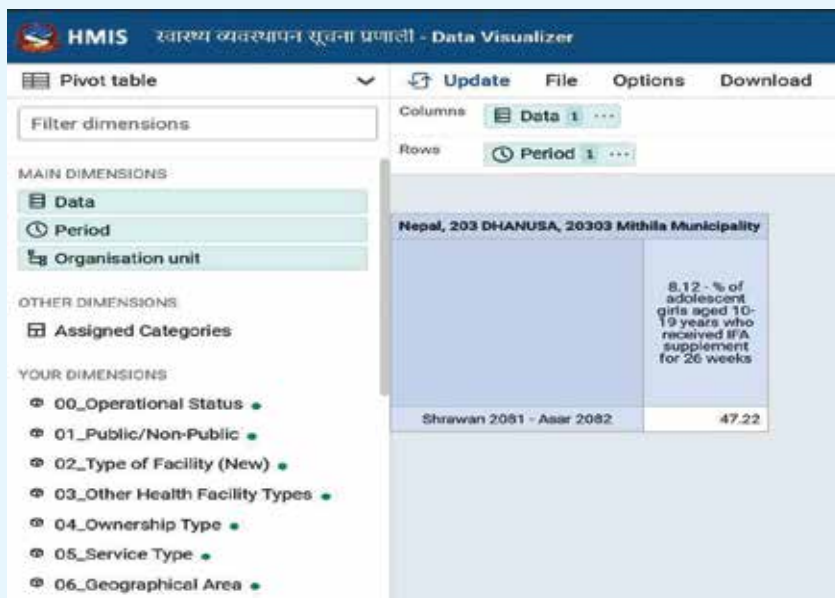 HMIS स्वास्थ्य व्यवस्थापन सूचना प्रणाली - Data Visualizer
Pivot table
Update File Options Download
Filter dimensions
Columns Data 1 ...
Rows Period 1 ...
MAIN DIMENSIONS
Data
Period
Organisation unit
OTHER DIMENSIONS
Assigned Categories
YOUR DIMENSIONS
00_Operational Status
01_Public/Non-Public
02_Type of Facility (New)
03_Other Health Facility Types
04_Ownership Type
05_Service Type
06_Geographical Area
Nepal, 203 DHANUSA, 20303 Mithila Municipality
8.12 - % of
adolescent
girls aged 10-
19 years who
received IFA
supplement
for 26 weeks
Shrawan 2081 - Asar 2082 47.22